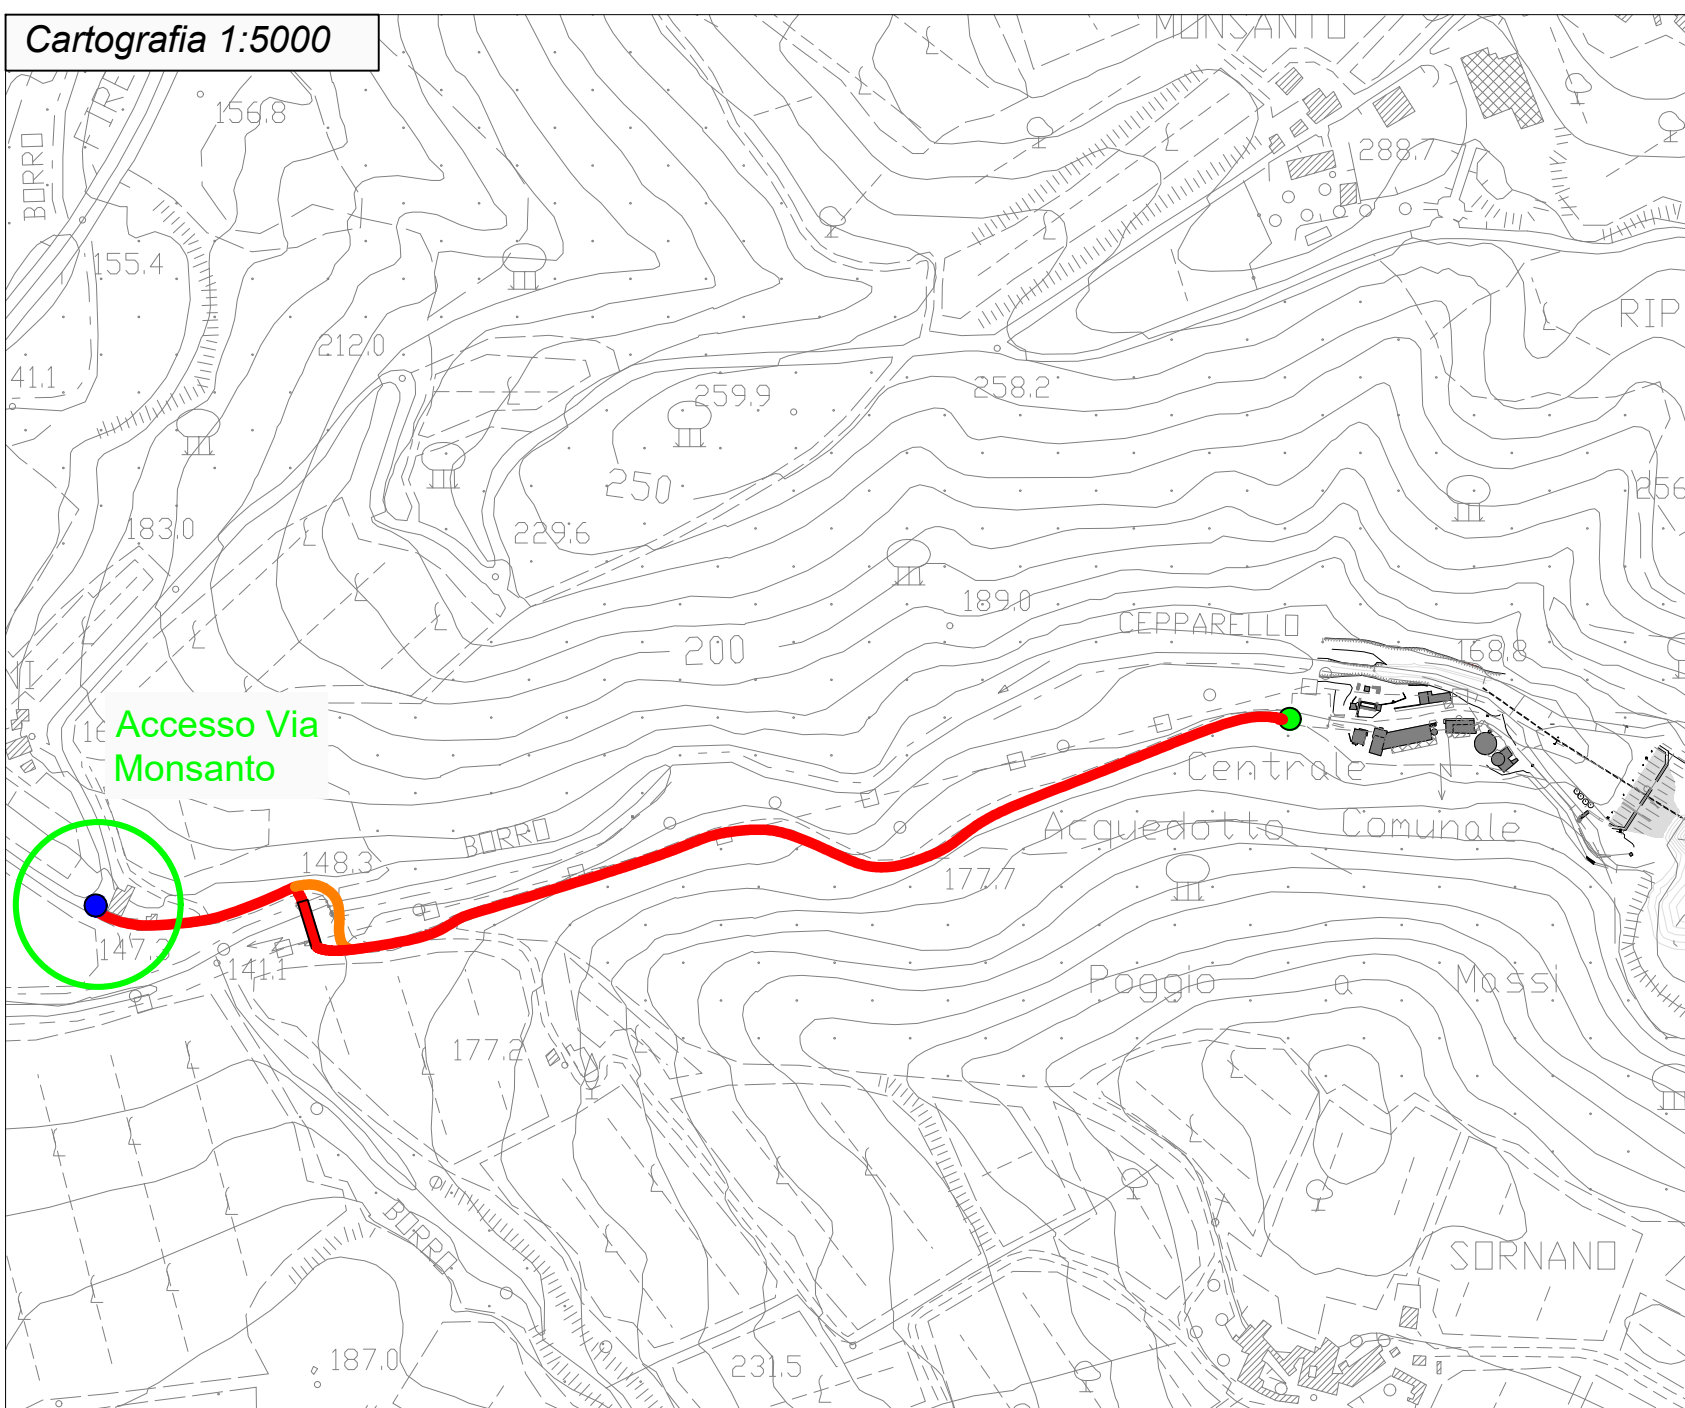 Cartografia 1:5000
MONSANTO
156.8
BORRO
288.7
155.4
RIP
212.0
41.1
259.9
258.2
250
256
183.0
229.6
189.0
CEPPARELLO
200
168.8
Accesso Via
Monsanto
Centrale
BORRO
Acquedotto Comunale
148.3
177.7
147.3
141.1
Poggio a Massi
177.2
BORRO
SORNANO
187.0
231.5